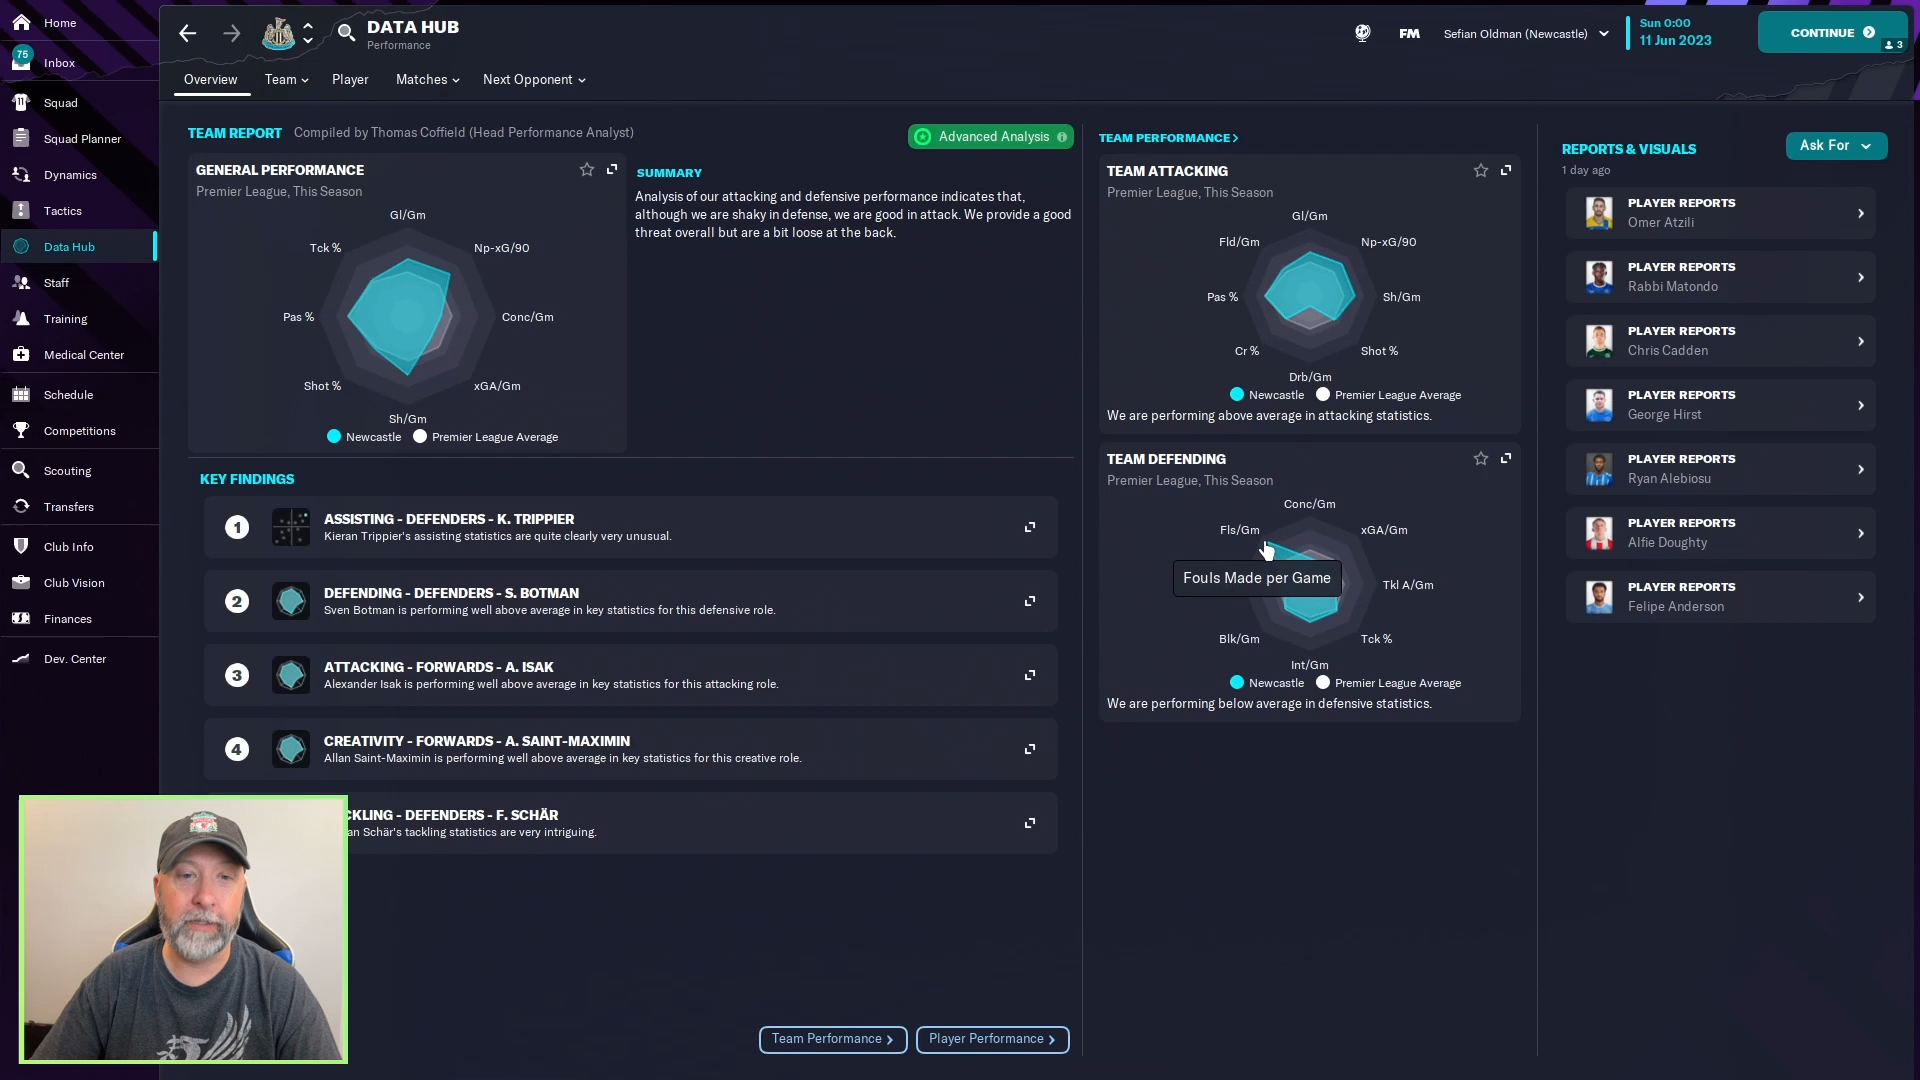 Home
75
Inbox
Squad
Squad Planner
Dynamics
Tactics
Data Hub
Staff
Training
Medical Center
Schedule
Competitions
Scouting
Transfers
Club Info
Club Vision
Finances
Dev. Center
DATA HUB
Performance
FM
Sefian Oldman (Newcastle)
Sun 0:00
11 Jun 2023
CONTINUE
3
Overview
Team
Player
Matches
Next Opponent
TEAM REPORT Compiled by Thomas Coffield (Head Performance Analyst)
Advanced Analysis
GENERAL PERFORMANCE
Premier League, This Season
Gl/Gm
Tck %
Np-xG/90
Pas %
Conc/Gm
Shot %
xGA/Gm
Sh/Gm
Newcastle
Premier League Average
SUMMARY
Analysis of our attacking and defensive performance indicates that,
although we are shaky in defense, we are good in attack. We provide a good
threat overall but are a bit loose at the back.
KEY FINDINGS
1
ASSISTING - DEFENDERS - K. TRIPPIER
Kieran Trippier's assisting statistics are quite clearly very unusual.
2
DEFENDING - DEFENDERS - S. BOTMAN
Sven Botman is performing well above average in key statistics for this defensive role.
3
ATTACKING - FORWARDS - A. ISAK
Alexander Isak is performing well above average in key statistics for this attacking role.
4
CREATIVITY - FORWARDS - A. SAINT-MAXIMIN
Allan Saint-Maximin is performing well above average in key statistics for this creative role.
CKLING - DEFENDERS - F. SCHÄR
an Schär's tackling statistics are very intriguing.
Team Performance
Player Performance
TEAM PERFORMANCE
TEAM ATTACKING
Premier League, This Season
Gl/Gm
Fld/Gm
Np-xG/90
Pas %
Sh/Gm
Cr %
Shot %
Drb/Gm
Newcastle
Premier League Average
We are performing above average in attacking statistics.
TEAM DEFENDING
Premier League, This Season
Conc/Gm
Fls/Gm
xGA/Gm
Fouls Made per Game
Tkl A/Gm
Blk/Gm
Tck %
Int/Gm
Newcastle
Premier League Average
We are performing below average in defensive statistics.
REPORTS & VISUALS
Ask For
1 day ago
PLAYER REPORTS
Omer Atzili
PLAYER REPORTS
Rabbi Matondo
PLAYER REPORTS
Chris Cadden
PLAYER REPORTS
George Hirst
PLAYER REPORTS
Ryan Alebiosu
PLAYER REPORTS
Alfie Doughty
PLAYER REPORTS
Felipe Anderson